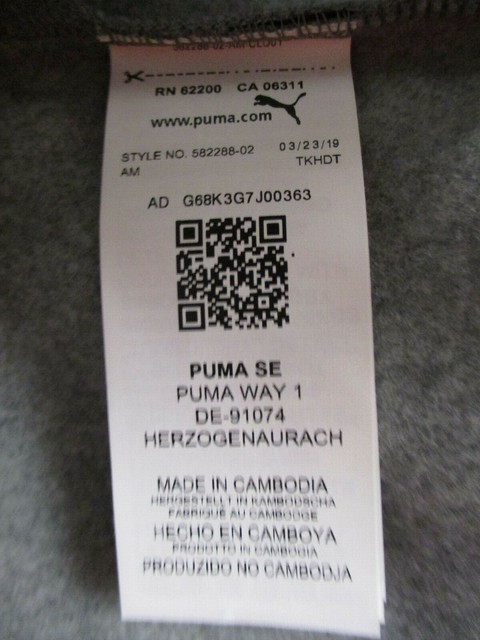 RN 62200 CA 06311
www.puma.com
STYLE NO. 582288-02 03/23/19
AM TKHDT
AD G68K3G7J00363
PUMA SE
PUMA WAY 1
DE-91074
HERZOGENAURACH
MADE IN CAMBODIA
HERGESTELLT IN KAMBODSCHA
FABRIQUÉ AU CAMBODGE
HECHO EN CAMBOYA
PRODOTTO IN CAMBOGIA
PRODUZIDO NO CAMBODJA